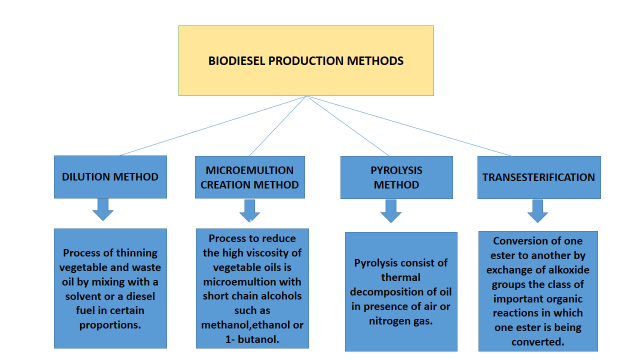 BIODIESEL PRODUCTION METHODS
DILUTION METHOD
MICROEMULTION
CREATION METHOD
PYROLYSIS
METHOD
TRANSESTERIFICATION
Process of thinning
vegetable and waste
oil by mixing with a
solvent or a diesel
fuel in certain
proportions.
Process to reduce
the high viscosity of
vegetable oils is
microemultion with
short chain alcohols
such as
methanol,ethanol or
1- butanol.
Pyrolysis consist of
thermal
decomposition of oil
in presence of air or
nitrogen gas.
Conversion of one
ester to another by
exchange of alkoxide
groups the class of
important organic
reactions in which
one ester is being
converted.